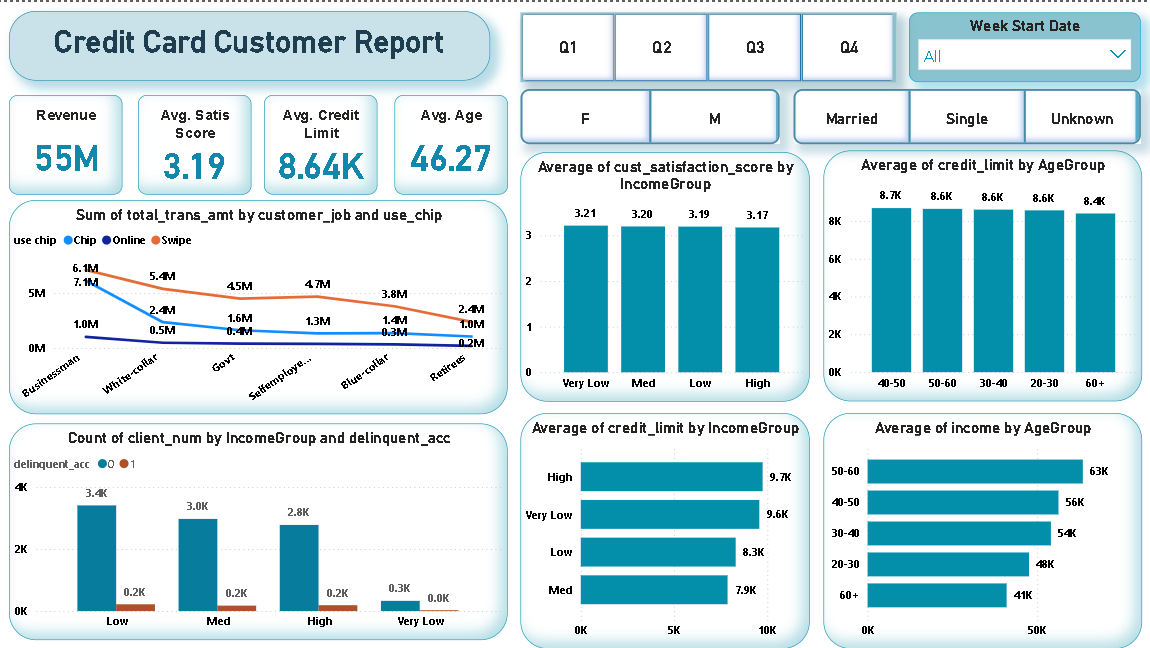 Credit Card Customer Report
Q1
Q2
Q3
Q4
Week Start Date
All
F
M
Married
Single
Unknown
Revenue
55M
Avg. Satis
Score
3.19
Avg. Credit
Limit
8.64K
Avg. Age
46.27
Sum of total_trans_amt by customer_job and use_chip
use chip Chip Online Swipe
5M
0M
6.1M
7.1M
1.0M
5.4M
2.4M
0.5M
4.5M
1.6M
0.4M
4.7M
1.3M
3.8M
1.4M
0.3M
2.4M
1.0M
0.2M
Businessman
White-collar
Govt
Selfemploye...
Blue-collar
Retirees
Average of cust_satisfaction_score by
IncomeGroup
3.21
3.20
3.19
3.17
3
2
1
0
Very Low
Med
Low
High
Average of credit_limit by AgeGroup
8.7K
8.6K
8.6K
8.6K
8.4K
8K
6K
4K
2K
0K
40-50
50-60
30-40
20-30
60+
Count of client_num by IncomeGroup and delinquent_acc
delinquent_acc 0 1
4K
2K
0K
3.4K
0.2K
3.0K
0.2K
2.8K
0.2K
0.3K
0.0K
Low
Med
High
Very Low
Average of credit_limit by IncomeGroup
High
9.7K
Very Low
9.6K
Low
8.3K
Med
7.9K
0K
5K
10K
Average of income by AgeGroup
50-60
63K
40-50
56K
30-40
54K
20-30
48K
60+
41K
0K
50K